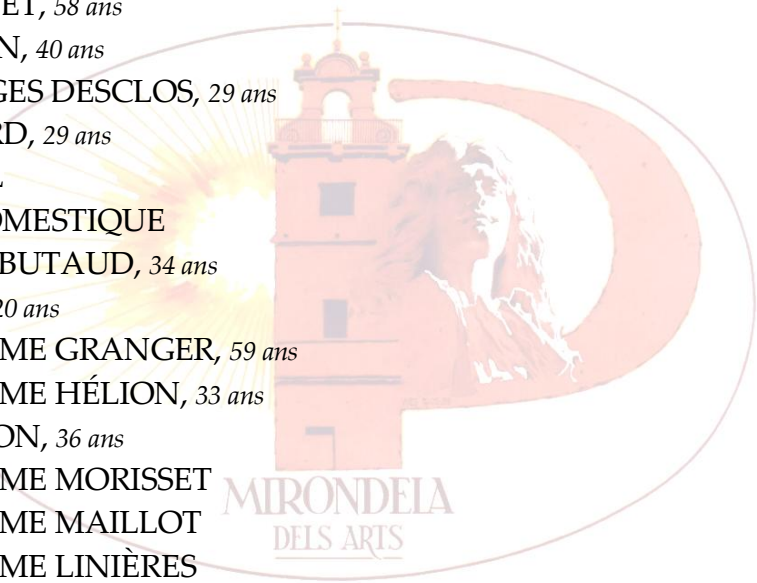 ET, 58 ans
N, 40 ans
GES DESCLOS, 29 ans
RD, 29 ans
OMESTIQUE
BUTAUD, 34 ans
20 ans
ME GRANGER, 59 ans
ME HÉLION, 33 ans
ON, 36 ans
ME MORISSET
ME MAILLOT
ME LINIÈRES
MIRONDELA
DELS ARTS